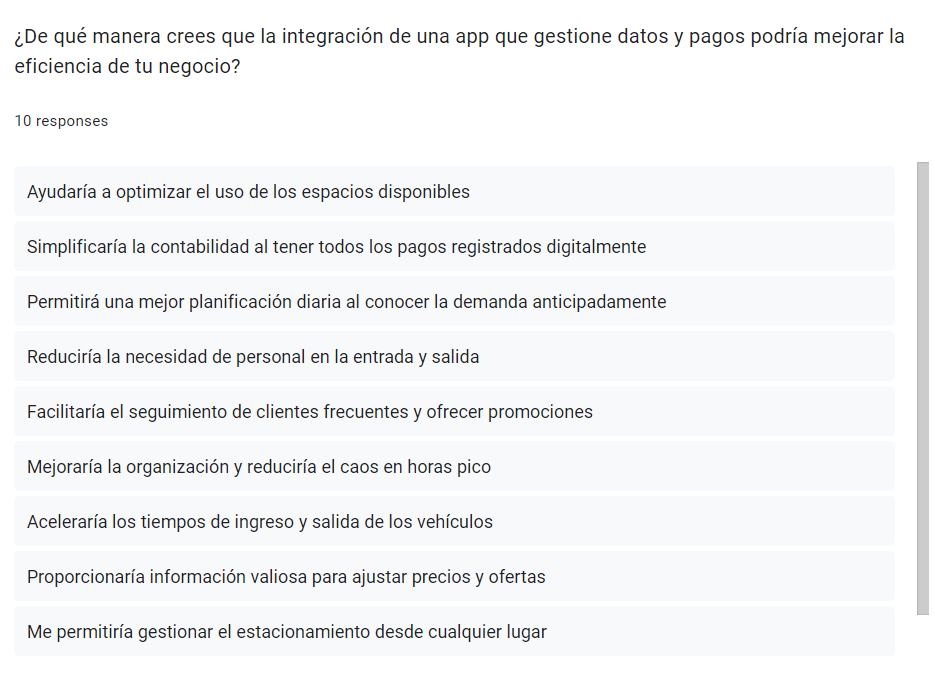 ¿De qué manera crees que la integración de una app que gestione datos y pagos podría mejorar la
eficiencia de tu negocio?
10 responses
Ayudaría a optimizar el uso de los espacios disponibles
Simplificaría la contabilidad al tener todos los pagos registrados digitalmente
Permitirá una mejor planificación diaria al conocer la demanda anticipadamente
Reduciría la necesidad de personal en la entrada y salida
Facilitaría el seguimiento de clientes frecuentes y ofrecer promociones
Mejoraría la organización y reduciría el caos en horas pico
Aceleraría los tiempos de ingreso y salida de los vehículos
Proporcionaría información valiosa para ajustar precios y ofertas
Me permitiría gestionar el estacionamiento desde cualquier lugar